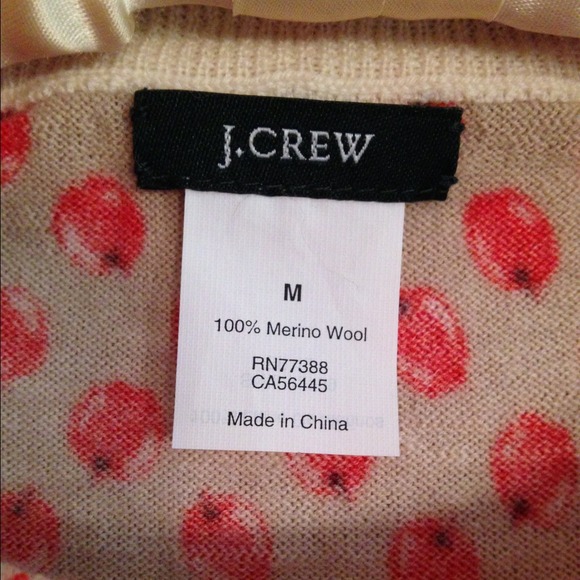 J.CREW
M
100% Merino Wool
RN77388
CA56445
Made in China